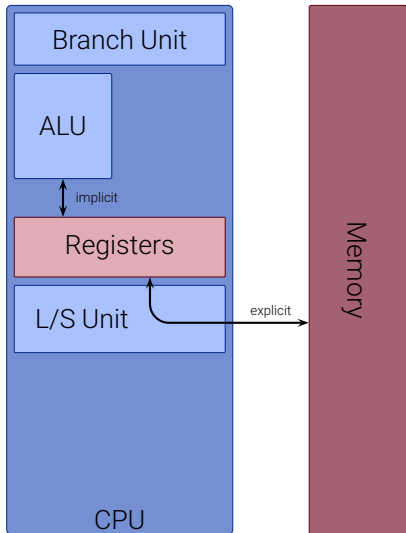 Branch Unit
ALU
implicit
Registers
L/S Unit
explicit
Memory
CPU